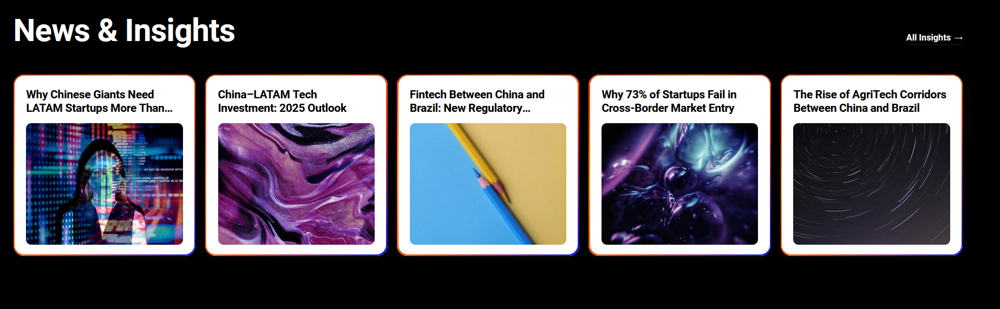 News & Insights
All Insights →
Why Chinese Giants Need
LATAM Startups More Than...
China–LATAM Tech
Investment: 2025 Outlook
Fintech Between China and
Brazil: New Regulatory...
Why 73% of Startups Fail in
Cross-Border Market Entry
The Rise of AgriTech Corridors
Between China and Brazil